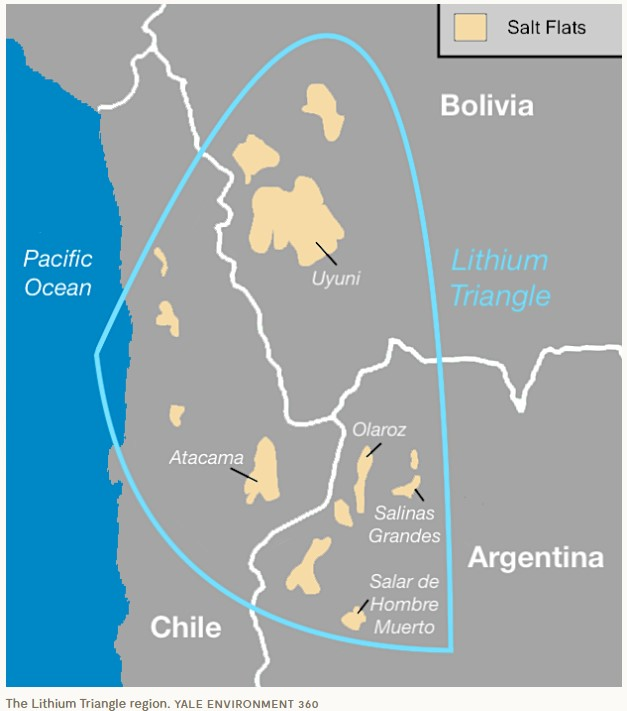 Salt Flats
Bolivia
Pacific
Ocean
Lithium
Triangle
Uyuni
Olaroz
Atacama
Salinas
Grandes
Argentina
Salar de
Hombre
Muerto
Chile
The Lithium Triangle region. YALE ENVIRONMENT 360